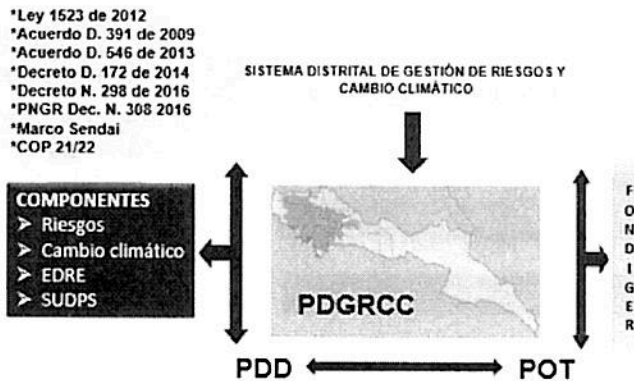 *Ley 1523 de 2012
*Acuerdo D. 391 de 2009
*Acuerdo D. 546 de 2013
*Decreto D. 172 de 2014
*Decreto N. 298 de 2016
*PNGR Dec. N. 308 2016
*Marco Sendai
*COP 21/22
SISTEMA DISTRITAL DE GESTIÓN DE RIESGOS Y
CAMBIO CLIMÁTICO
COMPONENTES
➤ Riesgos
➤ Cambio climático
➤ EDRE
➤ SUDPS
PDGRCC
F
O
N
D
I
G
E
R
PDD
POT